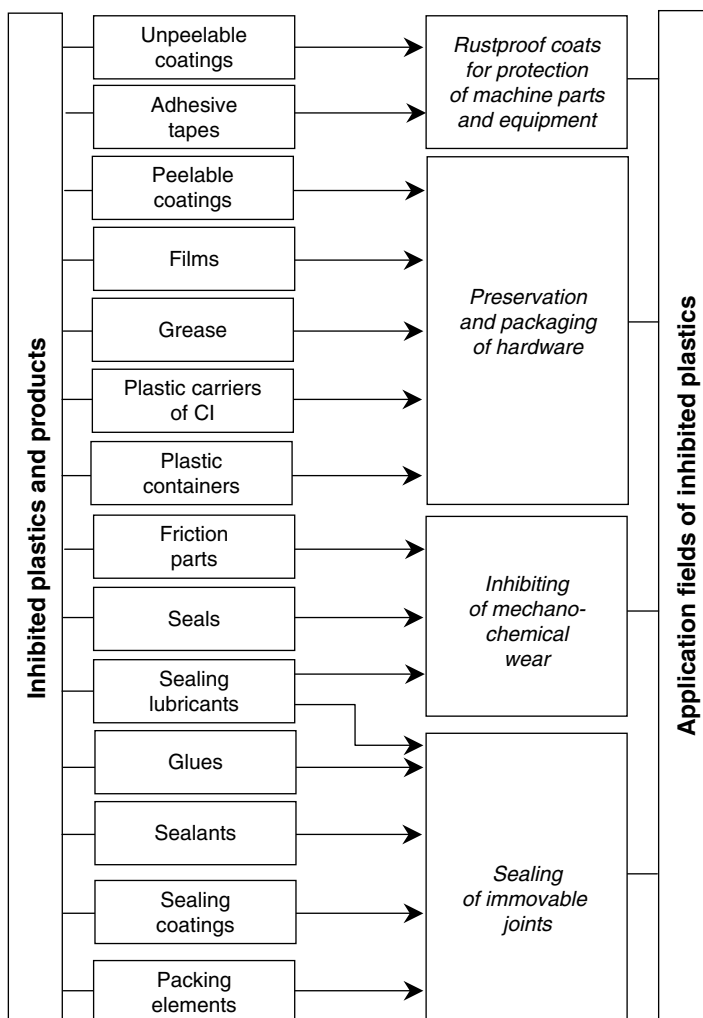 Inhibited plastics and products
Unpeelable
coatings
Adhesive
tapes
Peelable
coatings
Films
Grease
Plastic carriers
of CI
Plastic
containers
Friction
parts
Seals
Sealing
lubricants
Glues
Sealants
Sealing
coatings
Packing
elements
Rustproof coats
for protection
of machine parts
and equipment
Preservation
and packaging
of hardware
Inhibiting
of mechano-
chemical
wear
Sealing
of immovable
joints
Application fields of inhibited plastics